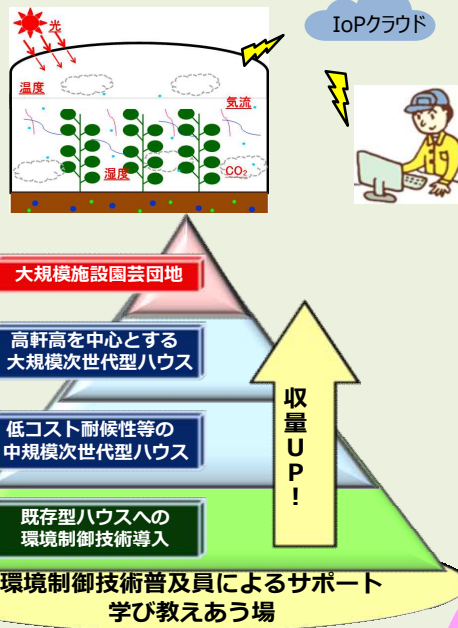 光
IoPクラウド
温度
気流
湿度
CO₂
大規模施設園芸団地
高軒高を中心とする
大規模次世代型ハウス
低コスト耐候性等の
中規模次世代型ハウス
既存型ハウスへの
環境制御技術導入
収量UP!
環境制御技術普及員によるサポート
学び教えあう場